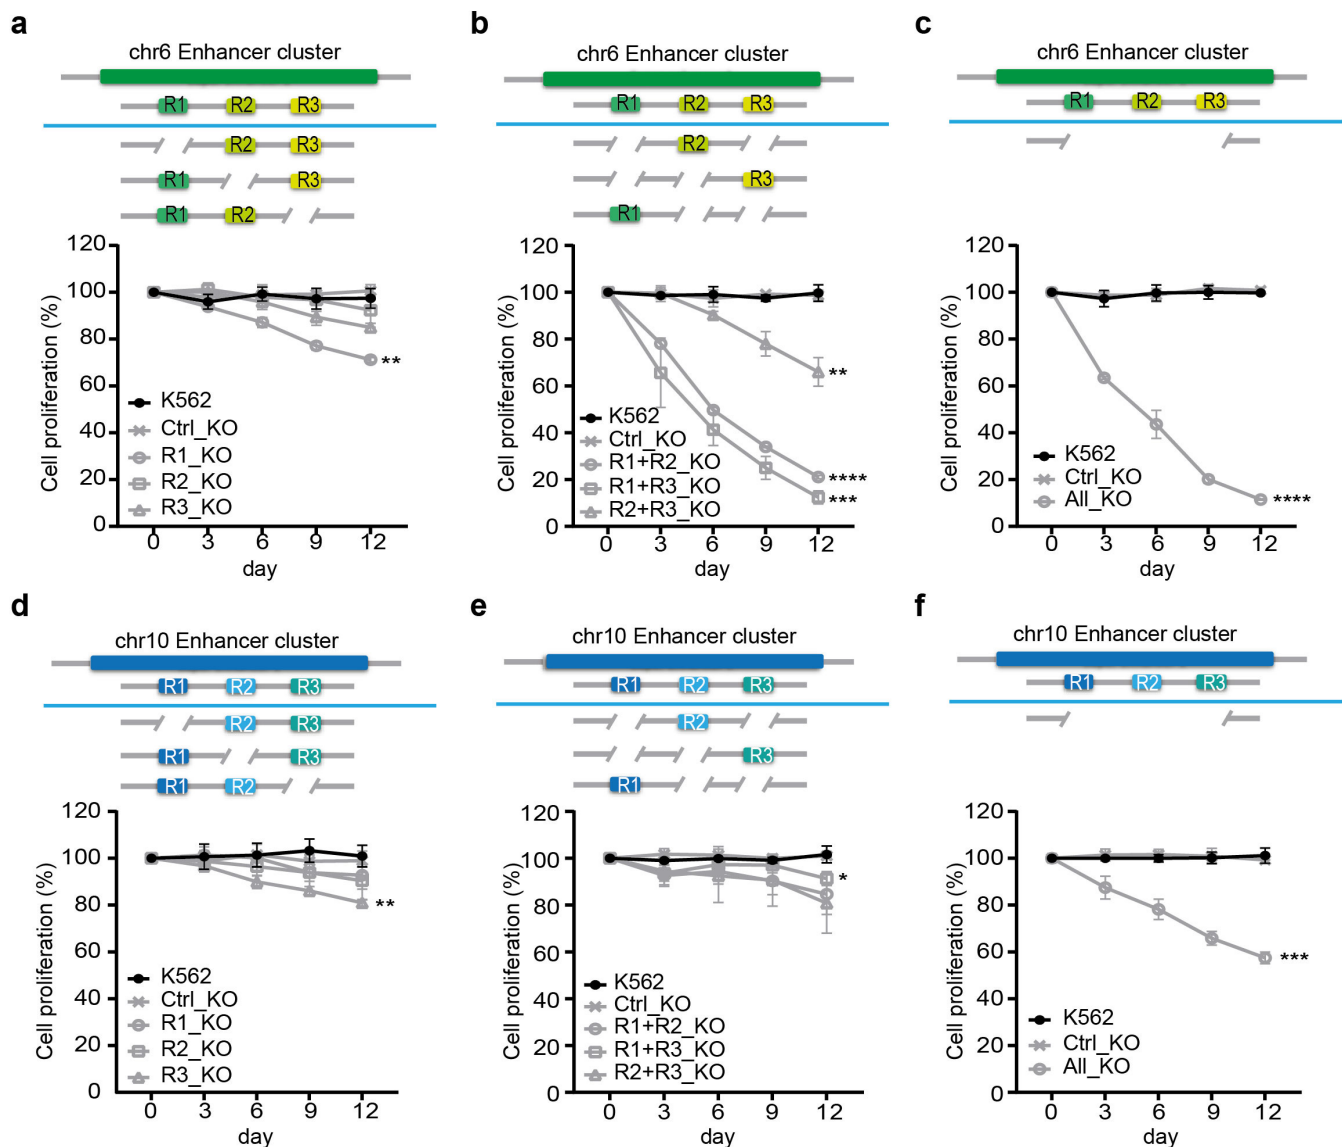 a
chr6 Enhancer cluster
R1 R2 R3
R2 R3
R1 R3
R1 R2
Cell proliferation (%)
120
100
80
60
40
20
0
K562
Ctrl_KO
R1_KO
R2_KO
R3_KO
**
0 3 6 9 12
day
b
chr6 Enhancer cluster
R1 R2 R3
R2
R3
R1
Cell proliferation (%)
120
100
80
60
40
20
0
K562
Ctrl_KO
R1+R2_KO
R1+R3_KO
R2+R3_KO
**
****
***
0 3 6 9 12
day
c
chr6 Enhancer cluster
R1 R2 R3
Cell proliferation (%)
120
100
80
60
40
20
0
K562
Ctrl_KO
All_KO
****
0 3 6 9 12
day
d
chr10 Enhancer cluster
R1 R2 R3
R2 R3
R1 R3
R1 R2
Cell proliferation (%)
120
100
80
60
40
20
0
K562
Ctrl_KO
R1_KO
R2_KO
R3_KO
**
0 3 6 9 12
day
e
chr10 Enhancer cluster
R1 R2 R3
R2
R3
R1
Cell proliferation (%)
120
100
80
60
40
20
0
K562
Ctrl_KO
R1+R2_KO
R1+R3_KO
R2+R3_KO
*
0 3 6 9 12
day
f
chr10 Enhancer cluster
R1 R2 R3
Cell proliferation (%)
120
100
80
60
40
20
0
K562
Ctrl_KO
All_KO
***
0 3 6 9 12
day